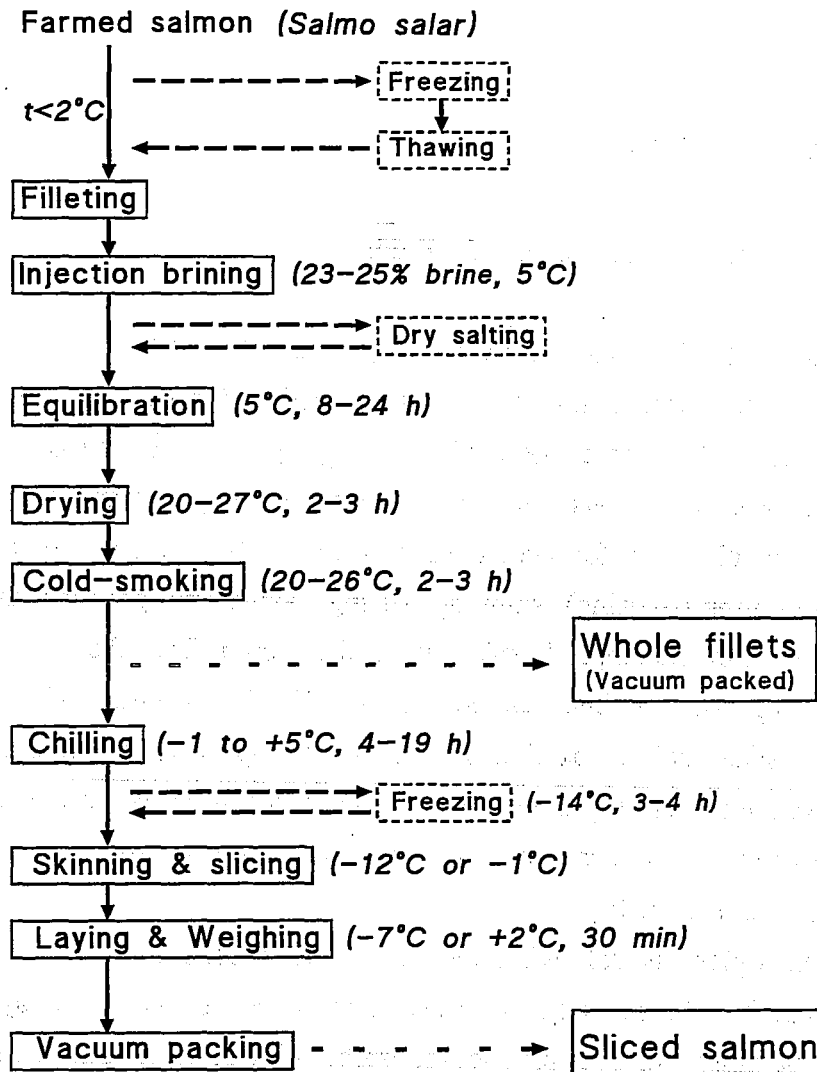 Farmed salmon (Salmo salar)
Freezing
t<2°C
Thawing
Filleting
Injection brining (23-25% brine, 5°C)
Dry salting
Equilibration (5°C, 8-24 h)
Drying (20-27°C, 2-3 h)
Cold-smoking (20-26°C, 2-3 h)
Whole fillets
(Vacuum packed)
Chilling (-1 to +5°C, 4-19 h)
Freezing (-14°C, 3-4 h)
Skinning & slicing (-12°C or -1°C)
Laying & Weighing (-7°C or +2°C, 30 min)
Vacuum packing
Sliced salmon